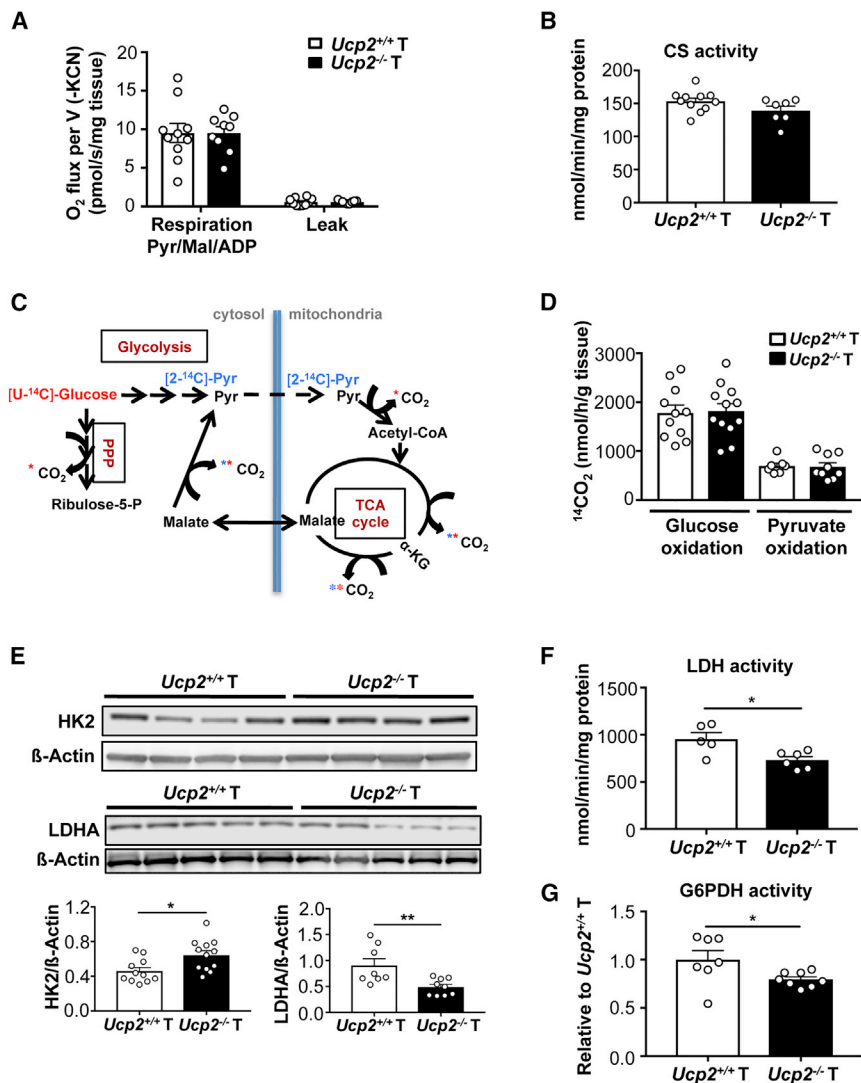 A
Ucp2+/+ T
Ucp2-/- T
O2 flux per V (-KCN)
(pmol/s/mg tissue)
20
15
10
5
0
Respiration
Pyr/Mal/ADP
Leak
B
CS activity
nmol/min/mg protein
200
150
100
50
0
Ucp2+/+ T
Ucp2-/- T
C
cytosol
mitochondria
Glycolysis
[2-14C]-Pyr
[2-14C]-Pyr
[U-14C]-Glucose
Pyr
Pyr
*CO2
Acetyl-CoA
PPP
* CO2
** CO2
Ribulose-5-P
Malate
Malate
TCA
cycle
α-KG
** CO2
** CO2
D
Ucp2+/+ T
Ucp2-/- T
14CO2 (nmol/h/g tissue)
3000
2000
1000
0
Glucose
oxidation
Pyruvate
oxidation
E
Ucp2+/+ T
Ucp2-/- T
HK2
ß-Actin
Ucp2+/+ T
Ucp2-/- T
LDHA
ß-Actin
HK2/ß-Actin
1.2
0.8
0.4
0.0
*
Ucp2+/+ T
Ucp2-/- T
LDHA/ß-Actin
2.0
1.5
1.0
0.5
0.0
**
Ucp2+/+ T
Ucp2-/- T
F
LDH activity
nmol/min/mg protein
1500
1000
500
0
*
Ucp2+/+ T
Ucp2-/- T
G
G6PDH activity
Relative to Ucp2+/+ T
1.5
1.0
0.5
0.0
*
Ucp2+/+ T
Ucp2-/- T